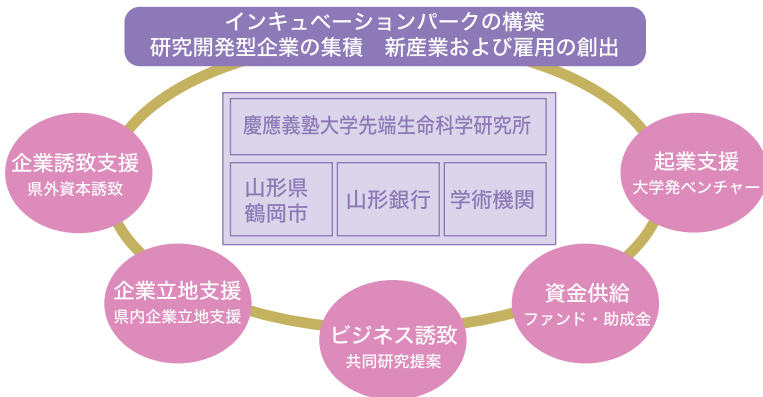 インキュベーションパークの構築
研究開発型企業の集積　新産業および雇用の創出
慶應義塾大学先端生命科学研究所
山形県
鶴岡市
山形銀行
学術機関
企業誘致支援
県外資本誘致
起業支援
大学発ベンチャー
企業立地支援
県内企業立地支援
資金供給
ファンド・助成金
ビジネス誘致
共同研究提案